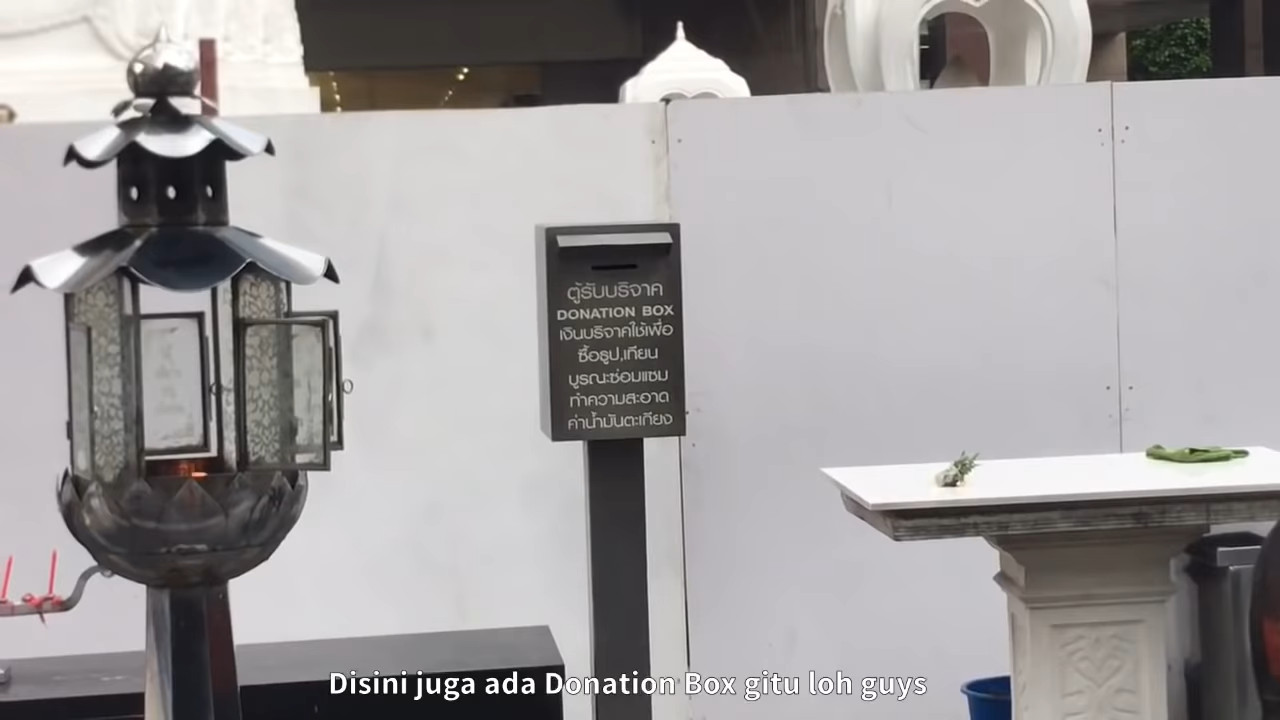 ตู้รับบริจาค
DONATION BOX
เงินบริจาคใช้เพื่อ
ซื้อธูป,เทียน
บูรณะซ่อมแซม
ทำความสะอาด
ค่าน้ำมันตะเกียง
Disini juga ada Donation Box gitu loh guys